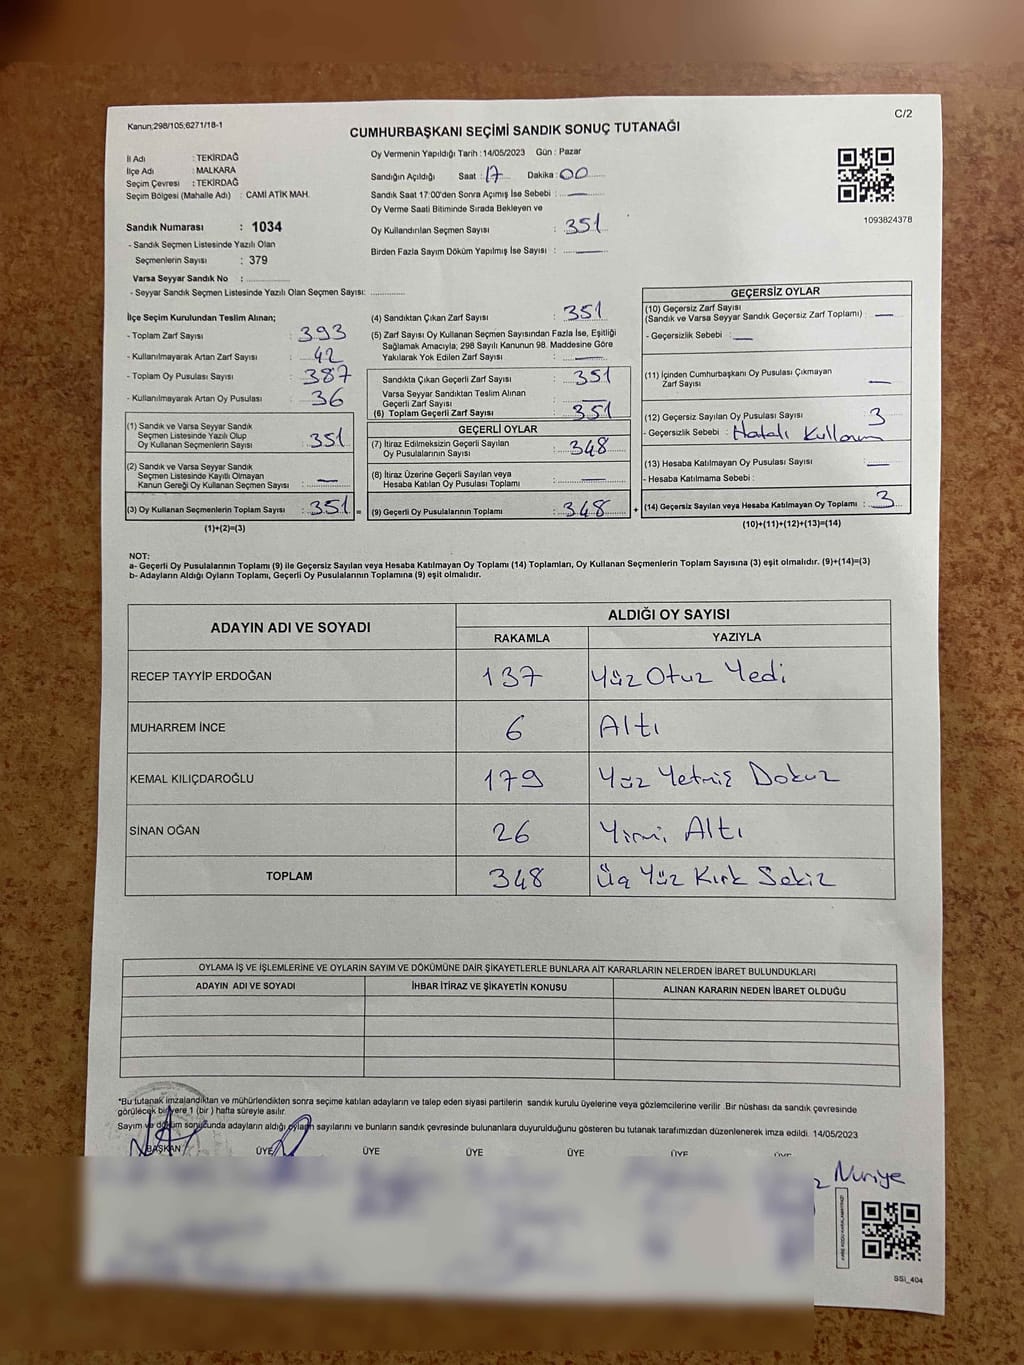 Kanun;298/105;6271/18-1
C/2
CUMHURBAŞKANI SEÇİMİ SANDIK SONUÇ TUTANAĞI
İl Adı : TEKİRDAĞ
İlçe Adı : MALKARA
Seçim Çevresi : TEKİRDAĞ
Seçim Bölgesi (Mahalle Adı) : CAMİ ATİK MAH.
Sandık Numarası : 1034
- Sandık Seçmen Listesinde Yazılı Olan
Seçmenlerin Sayısı : 379
Varsa Seyyar Sandık No :
- Seyyar Sandık Seçmen Listesinde Yazılı Olan Seçmen Sayısı:
Oy Vermenin Yapıldığı Tarih : 14/05/2023 Gün : Pazar
Sandığın Açıldığı Saat : 17 Dakika : 00
Sandık Saat 17:00'den Sonra Açımış İse Sebebi : —
Oy Verme Saati Bitiminde Sırada Bekleyen ve
Oy Kullandırılan Seçmen Sayısı : 351
Birden Fazla Sayım Döküm Yapılmış İse Sayısı : —
1093824378
İlçe Seçim Kurulundan Teslim Alınan;
- Toplam Zarf Sayısı : 393
- Kullanılmayarak Artan Zarf Sayısı : 42
- Toplam Oy Pusulası Sayısı : 387
- Kullanılmayarak Artan Oy Pusulası : 36
(1) Sandık ve Varsa Seyyar Sandık
Seçmen Listesinde Yazılı Olup
Oy Kullanan Seçmenlerin Sayısı : 351
(2) Sandık ve Varsa Seyyar Sandık
Seçmen Listesinde Kayıtlı Olmayan
Kanun Gereği Oy Kullanan Seçmen Sayısı : —
(3) Oy Kullanan Seçmenlerin Toplam Sayısı : 351 =
(1)+(2)=(3)
(4) Sandıktan Çıkan Zarf Sayısı : 351
(5) Zarf Sayısı Oy Kullanan Seçmen Sayısından Fazla İse, Eşitliği
Sağlamak Amacıyla; 298 Sayılı Kanunun 98. Maddesine Göre
Yakılarak Yok Edilen Zarf Sayısı : —
Sandıkta Çıkan Geçerli Zarf Sayısı : 351
Varsa Seyyar Sandıktan Teslim Alınan
Geçerli Zarf Sayısı : —
(6) Toplam Geçerli Zarf Sayısı : 351
GEÇERLİ OYLAR
(7) İtiraz Edilmeksizin Geçerli Sayılan
Oy Pusulalarının Sayısı : 348
(8) İtiraz Üzerine Geçerli Sayılan veya
Hesaba Katılan Oy Pusulası Toplamı : —
(9) Geçerli Oy Pusulalarının Toplamı : 348 +
GEÇERSİZ OYLAR
(10) Geçersiz Zarf Sayısı
(Sandık ve Varsa Seyyar Sandık Geçersiz Zarf Toplamı) : —
- Geçersizlik Sebebi : —
(11) İçinden Cumhurbaşkanı Oy Pusulası Çıkmayan
Zarf Sayısı : —
(12) Geçersiz Sayılan Oy Pusulası Sayısı : 3
- Geçersizlik Sebebi : Hatalı Kullanım
(13) Hesaba Katılmayan Oy Pusulası Sayısı : —
- Hesaba Katılmama Sebebi :
(14) Geçersiz Sayılan veya Hesaba Katılmayan Oy Toplamı : 3
(10)+(11)+(12)+(13)=(14)
NOT:
a- Geçerli Oy Pusulalarının Toplamı (9) ile Geçersiz Sayılan veya Hesaba Katılmayan Oy Toplamı (14) Toplamları, Oy Kullanan Seçmenlerin Toplam Sayısına (3) eşit olmalıdır. (9)+(14)=(3)
b- Adayların Aldığı Oyların Toplamı, Geçerli Oy Pusulalarının Toplamına (9) eşit olmalıdır.
ADAYIN ADI VE SOYADI
ALDIĞI OY SAYISI
RAKAMLA YAZIYLA
RECEP TAYYİP ERDOĞAN 137 Yüz Otuz Yedi
MUHARREM İNCE 6 Altı
KEMAL KILIÇDAROĞLU 179 Yüz Yetmiş Dokuz
SİNAN OĞAN 26 Yirmi Altı
TOPLAM 348 Üç Yüz Kırk Sekiz
OYLAMA İŞ VE İŞLEMLERİNE VE OYLARIN SAYIM VE DÖKÜMÜNE DAİR ŞİKAYETLERLE BUNLARA AİT KARARLARIN NELERDEN İBARET BULUNDUKLARI
ADAYIN ADI VE SOYADI İHBAR İTİRAZ VE ŞİKAYETİN KONUSU ALINAN KARARIN NEDEN İBARET OLDUĞU
*Bu tutanak imzalandıktan ve mühürlendikten sonra seçime katılan adayların ve talep eden siyasi partilerin sandık kurulu üyelerine veya gözlemcilerine verilir. Bir nüshası da sandık çevresinde
görülecek bir yere 1 (bir ) hafta süreyle asılır.
Sayım ve döküm sonucunda adayların aldığı oyların sayılarını ve bunların sandık çevresinde bulunanlara duyurulduğunu gösteren bu tutanak tarafımızdan düzenlenerek imza edildi. 14/05/2023
BAŞKAN ÜYE ÜYE ÜYE ÜYE ÜYE ÜYE
Nuriye
SSİ_404